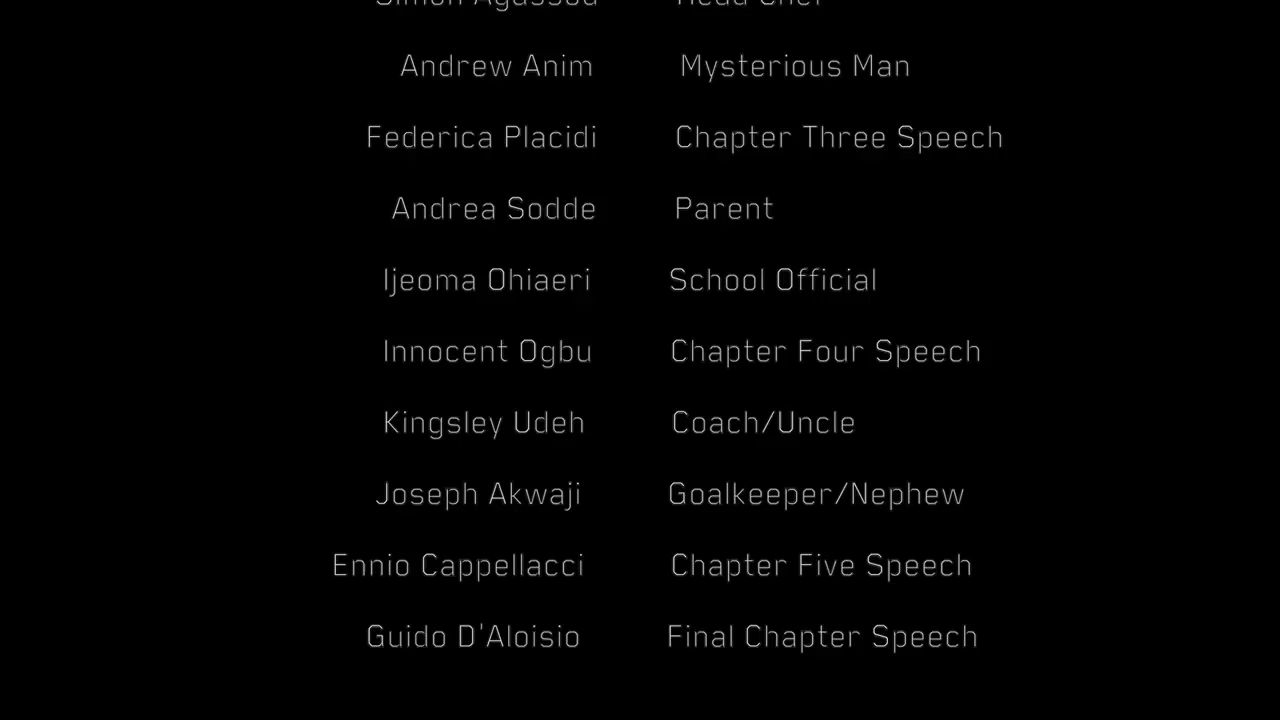 Andrew Anim Mysterious Man
Federica Placidi Chapter Three Speech
Andrea Sodde Parent
Ijeoma Ohiaeri School Official
Innocent Ogbu Chapter Four Speech
Kingsley Udeh Coach/Uncle
Joseph Akwaji Goalkeeper/Nephew
Ennio Cappellacci Chapter Five Speech
Guido D'Aloisio Final Chapter Speech